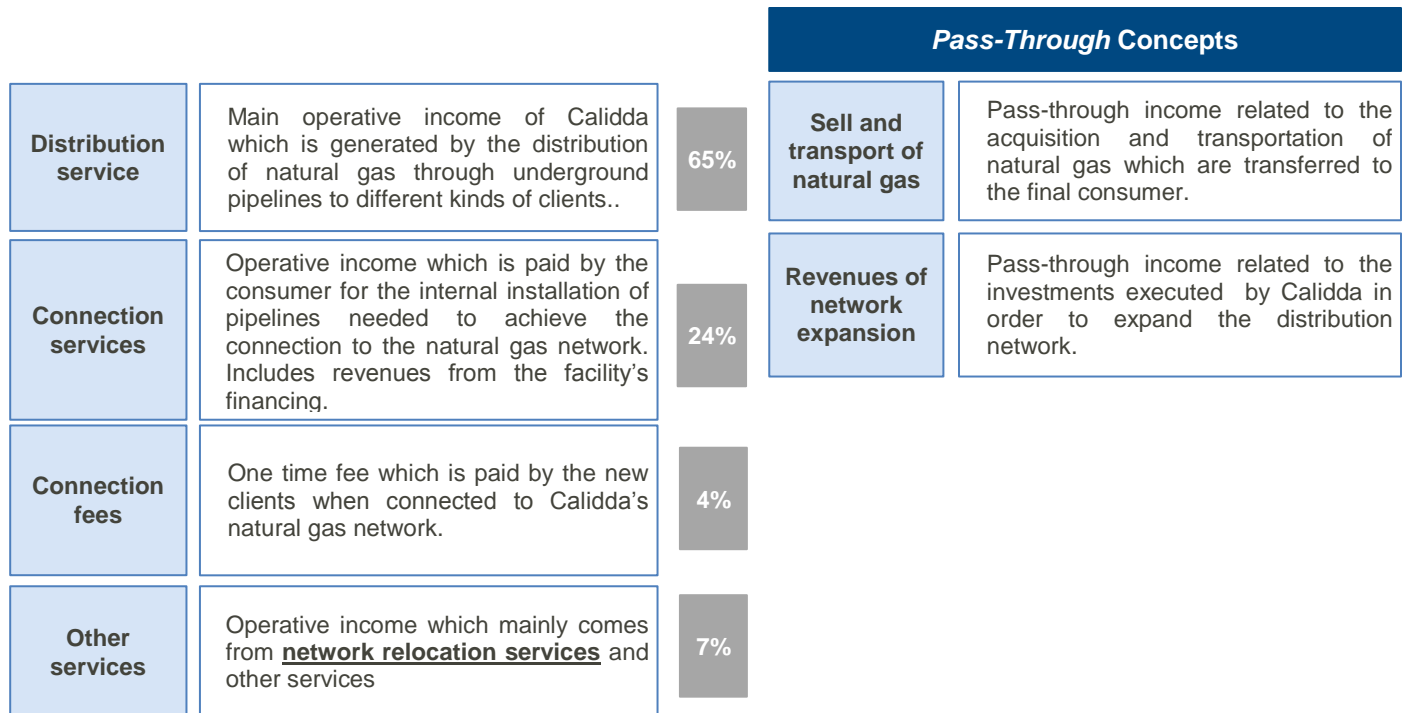 Pass-Through Concepts
Distribution
service
Main operative income of Calidda
which is generated by the distribution
of natural gas through underground
pipelines to different kinds of clients..
65%
Connection
services
Operative income which is paid by the
consumer for the internal installation of
pipelines needed to achieve the
connection to the natural gas network.
Includes revenues from the facility's
financing.
24%
Connection
fees
One time fee which is paid by the new
clients when connected to Calidda's
natural gas network.
4%
Other
services
Operative income which mainly comes
from network relocation services and
other services
7%
Sell and
transport of
natural gas
Pass-through income related to the
acquisition and transportation of
natural gas which are transferred to
the final consumer.
Revenues of
network
expansion
Pass-through income related to the
investments executed by Calidda in
order to expand the distribution
network.